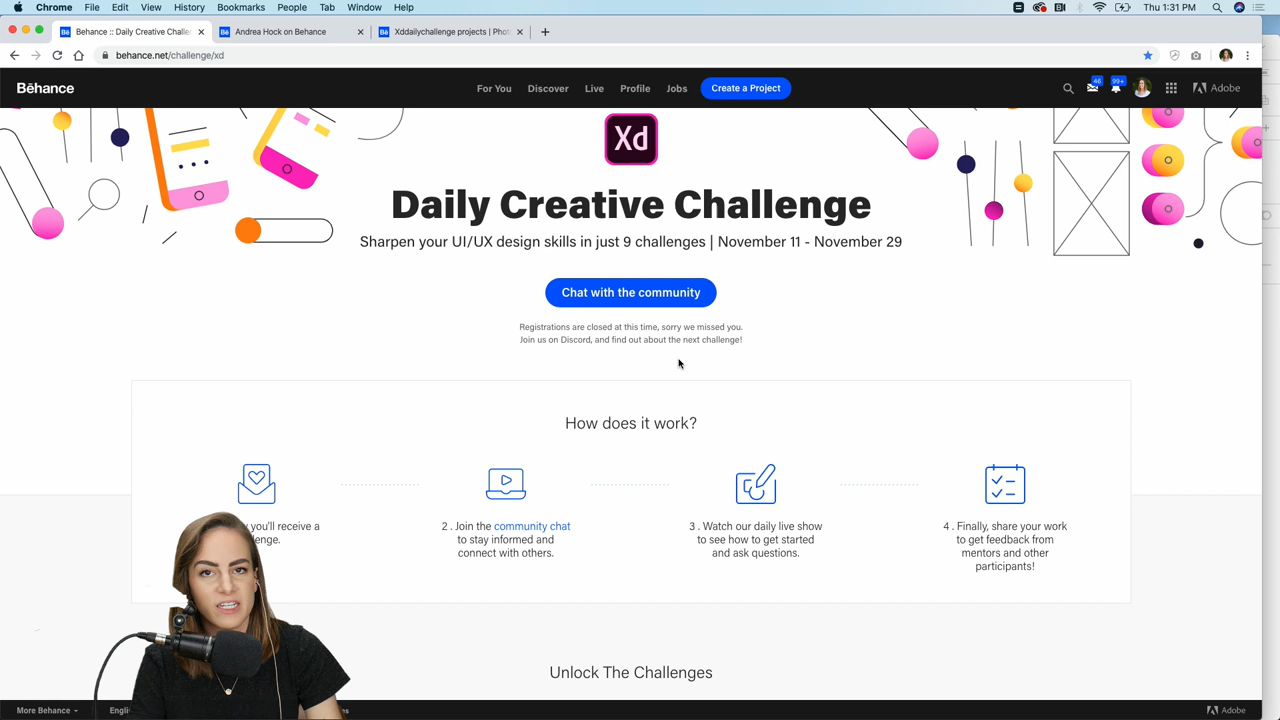 Chrome File Edit View History Bookmarks People Tab Window Help Thu 1:31 PM
Behance :: Daily Creative Challe Andrea Hock on Behance Xddailychallenge projects | Phot
behance.net/challenge/xd
Bēhance For You Discover Live Profile Jobs Create a Project 46 99+ Adobe
Xd
Daily Creative Challenge
Sharpen your UI/UX design skills in just 9 challenges | November 11 - November 29
Chat with the community
Registrations are closed at this time, sorry we missed you.
Join us on Discord, and find out about the next challenge!
How does it work?
you'll receive a
lenge.
2 . Join the community chat
to stay informed and
connect with others.
3 . Watch our daily live show
to see how to get started
and ask questions.
4 . Finally, share your work
to get feedback from
mentors and other
participants!
Unlock The Challenges
More Behance Engli es Adobe